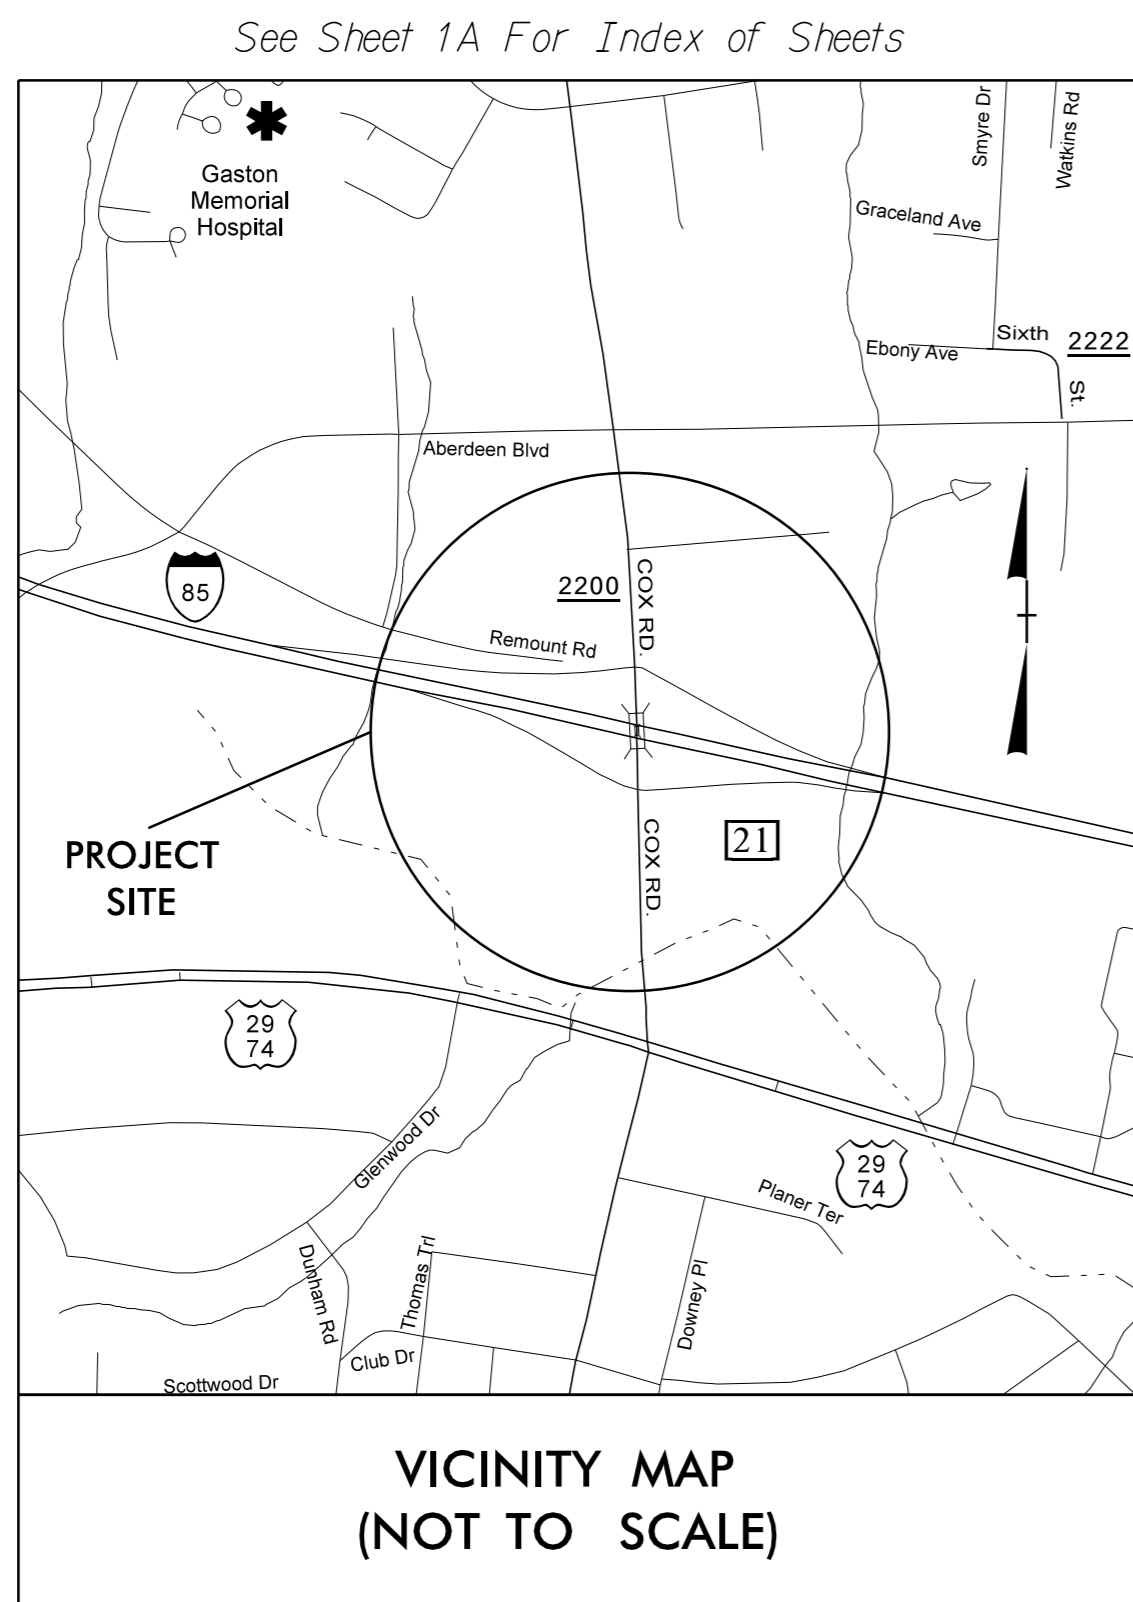 See Sheet 1A For Index of Sheets
Gaston
Memorial
Hospital
Smyre Dr
Watkins Rd
Graceland Ave
Ebony Ave
Sixth
St.
2222
Aberdeen Blvd
85
2200
COX RD.
Remount Rd
PROJECT
SITE
COX RD.
21
29
74
29
74
Glenwood Dr
Planer Ter
Dunham Rd
Thomas Trl
Downey Pl
Club Dr
Scottwood Dr
VICINITY MAP
(NOT TO SCALE)